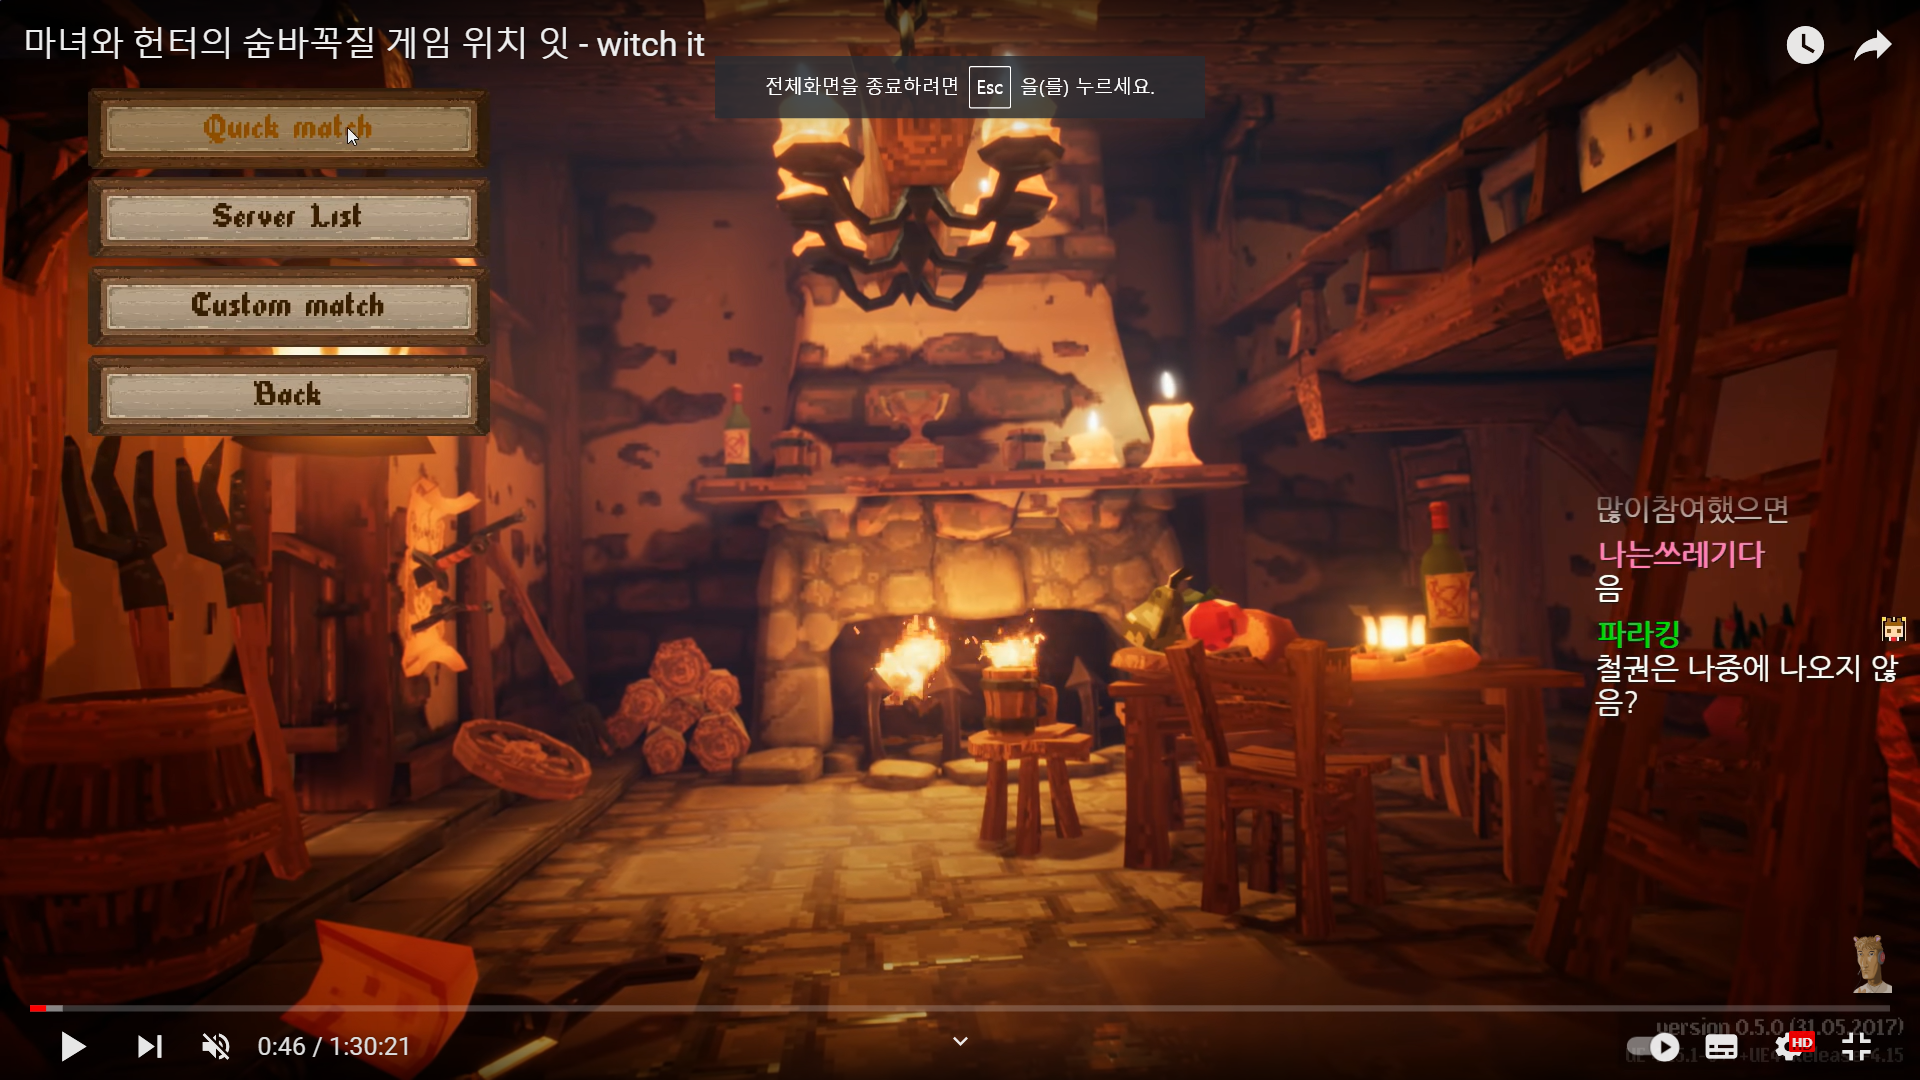 마녀와 헌터의 숨바꼭질 게임 위치 잇 - witch it
전체화면을 종료하려면 Esc 을(를) 누르세요.
Quick match
Server List
Custom match
Back
많이참여했으면
나는쓰레기다
음
파라킹
철권은 나중에 나오지 않
음?
0:46 / 1:30:21
version 0.5.0 (31.05.2017)
HD